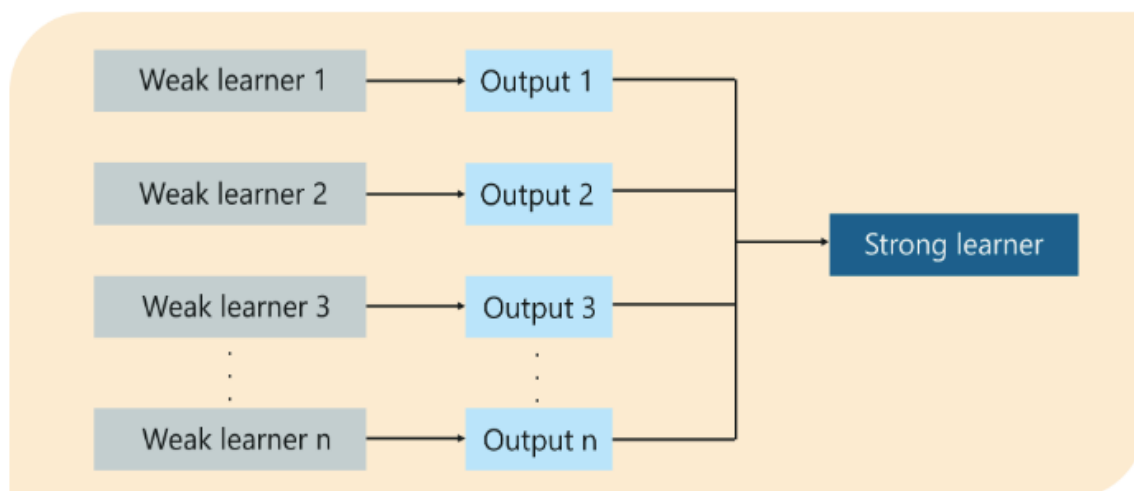 Weak learner 1
Output 1
Weak learner 2
Output 2
Strong learner
Weak learner 3
Output 3
Weak learner n
Output n